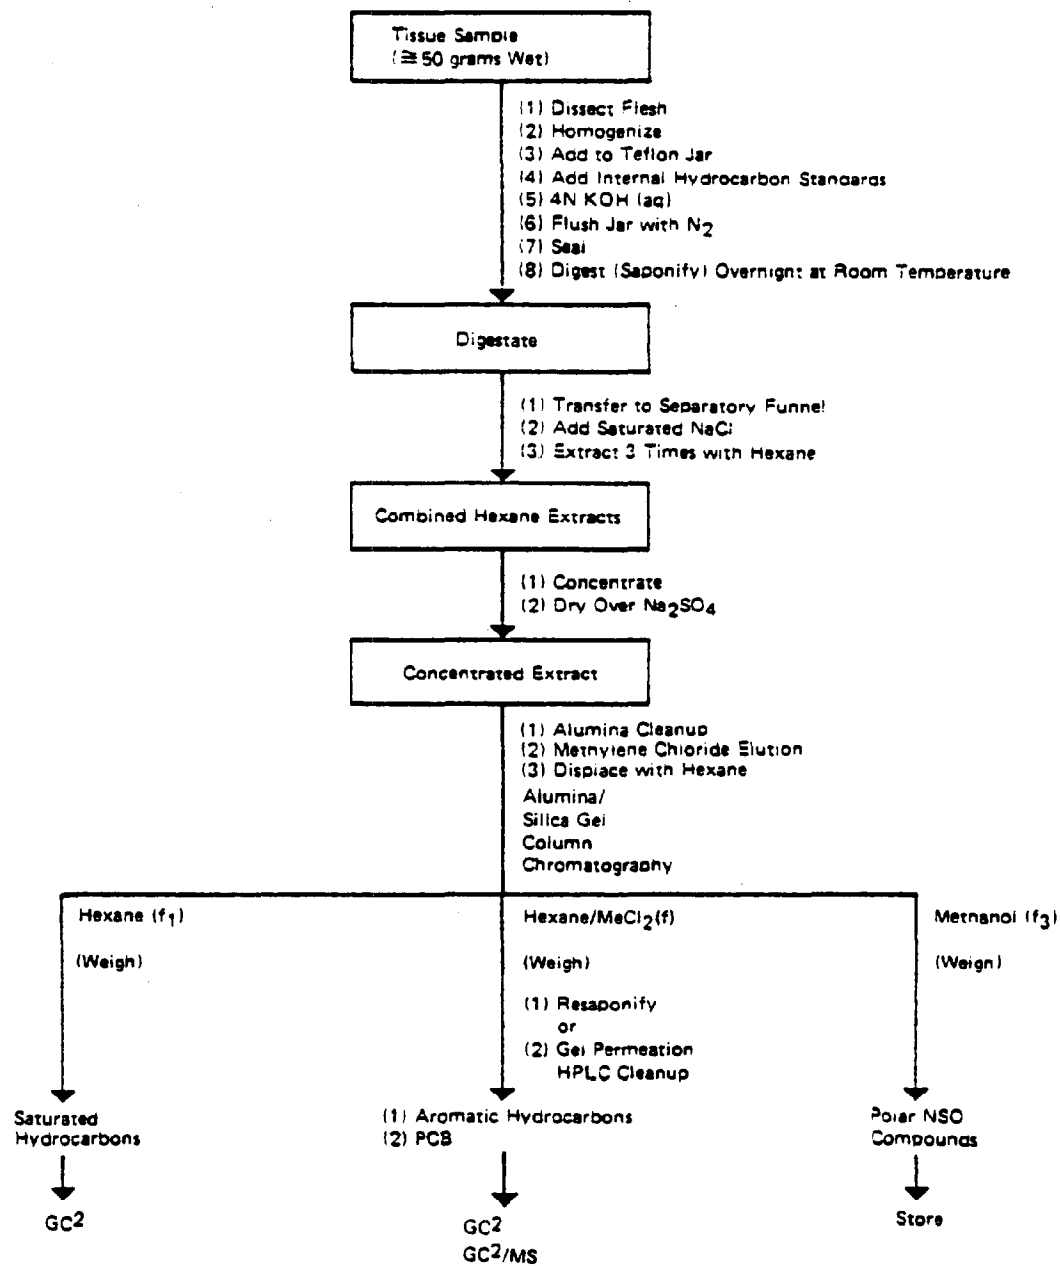 Tissue Sample
(≅50 grams Wet)
(1) Dissect Flesh
(2) Homogenize
(3) Add to Teflon Jar
(4) Add Internal Hydrocarbon Standards
(5) 4N KOH (aq)
(6) Flush Jar with N2
(7) Seal
(8) Digest (Saponify) Overnight at Room Temperature
Digestate
(1) Transfer to Separatory Funnel
(2) Add Saturated NaCl
(3) Extract 3 Times with Hexane
Combined Hexane Extracts
(1) Concentrate
(2) Dry Over Na2SO4
Concentrated Extract
(1) Alumina Cleanup
(2) Methylene Chloride Elution
(3) Displace with Hexane
Alumina/
Silica Gel
Column
Chromatography
Hexane (f1)
(Weigh)
Saturated
Hydrocarbons
GC2
Hexane/MeCl2(f)
(Weigh)
(1) Resaponify
or
(2) Gel Permeation
HPLC Cleanup
(1) Aromatic Hydrocarbons
(2) PCB
GC2
GC2/MS
Methanol (f3)
(Weigh)
Polar NSO
Compounds
Store